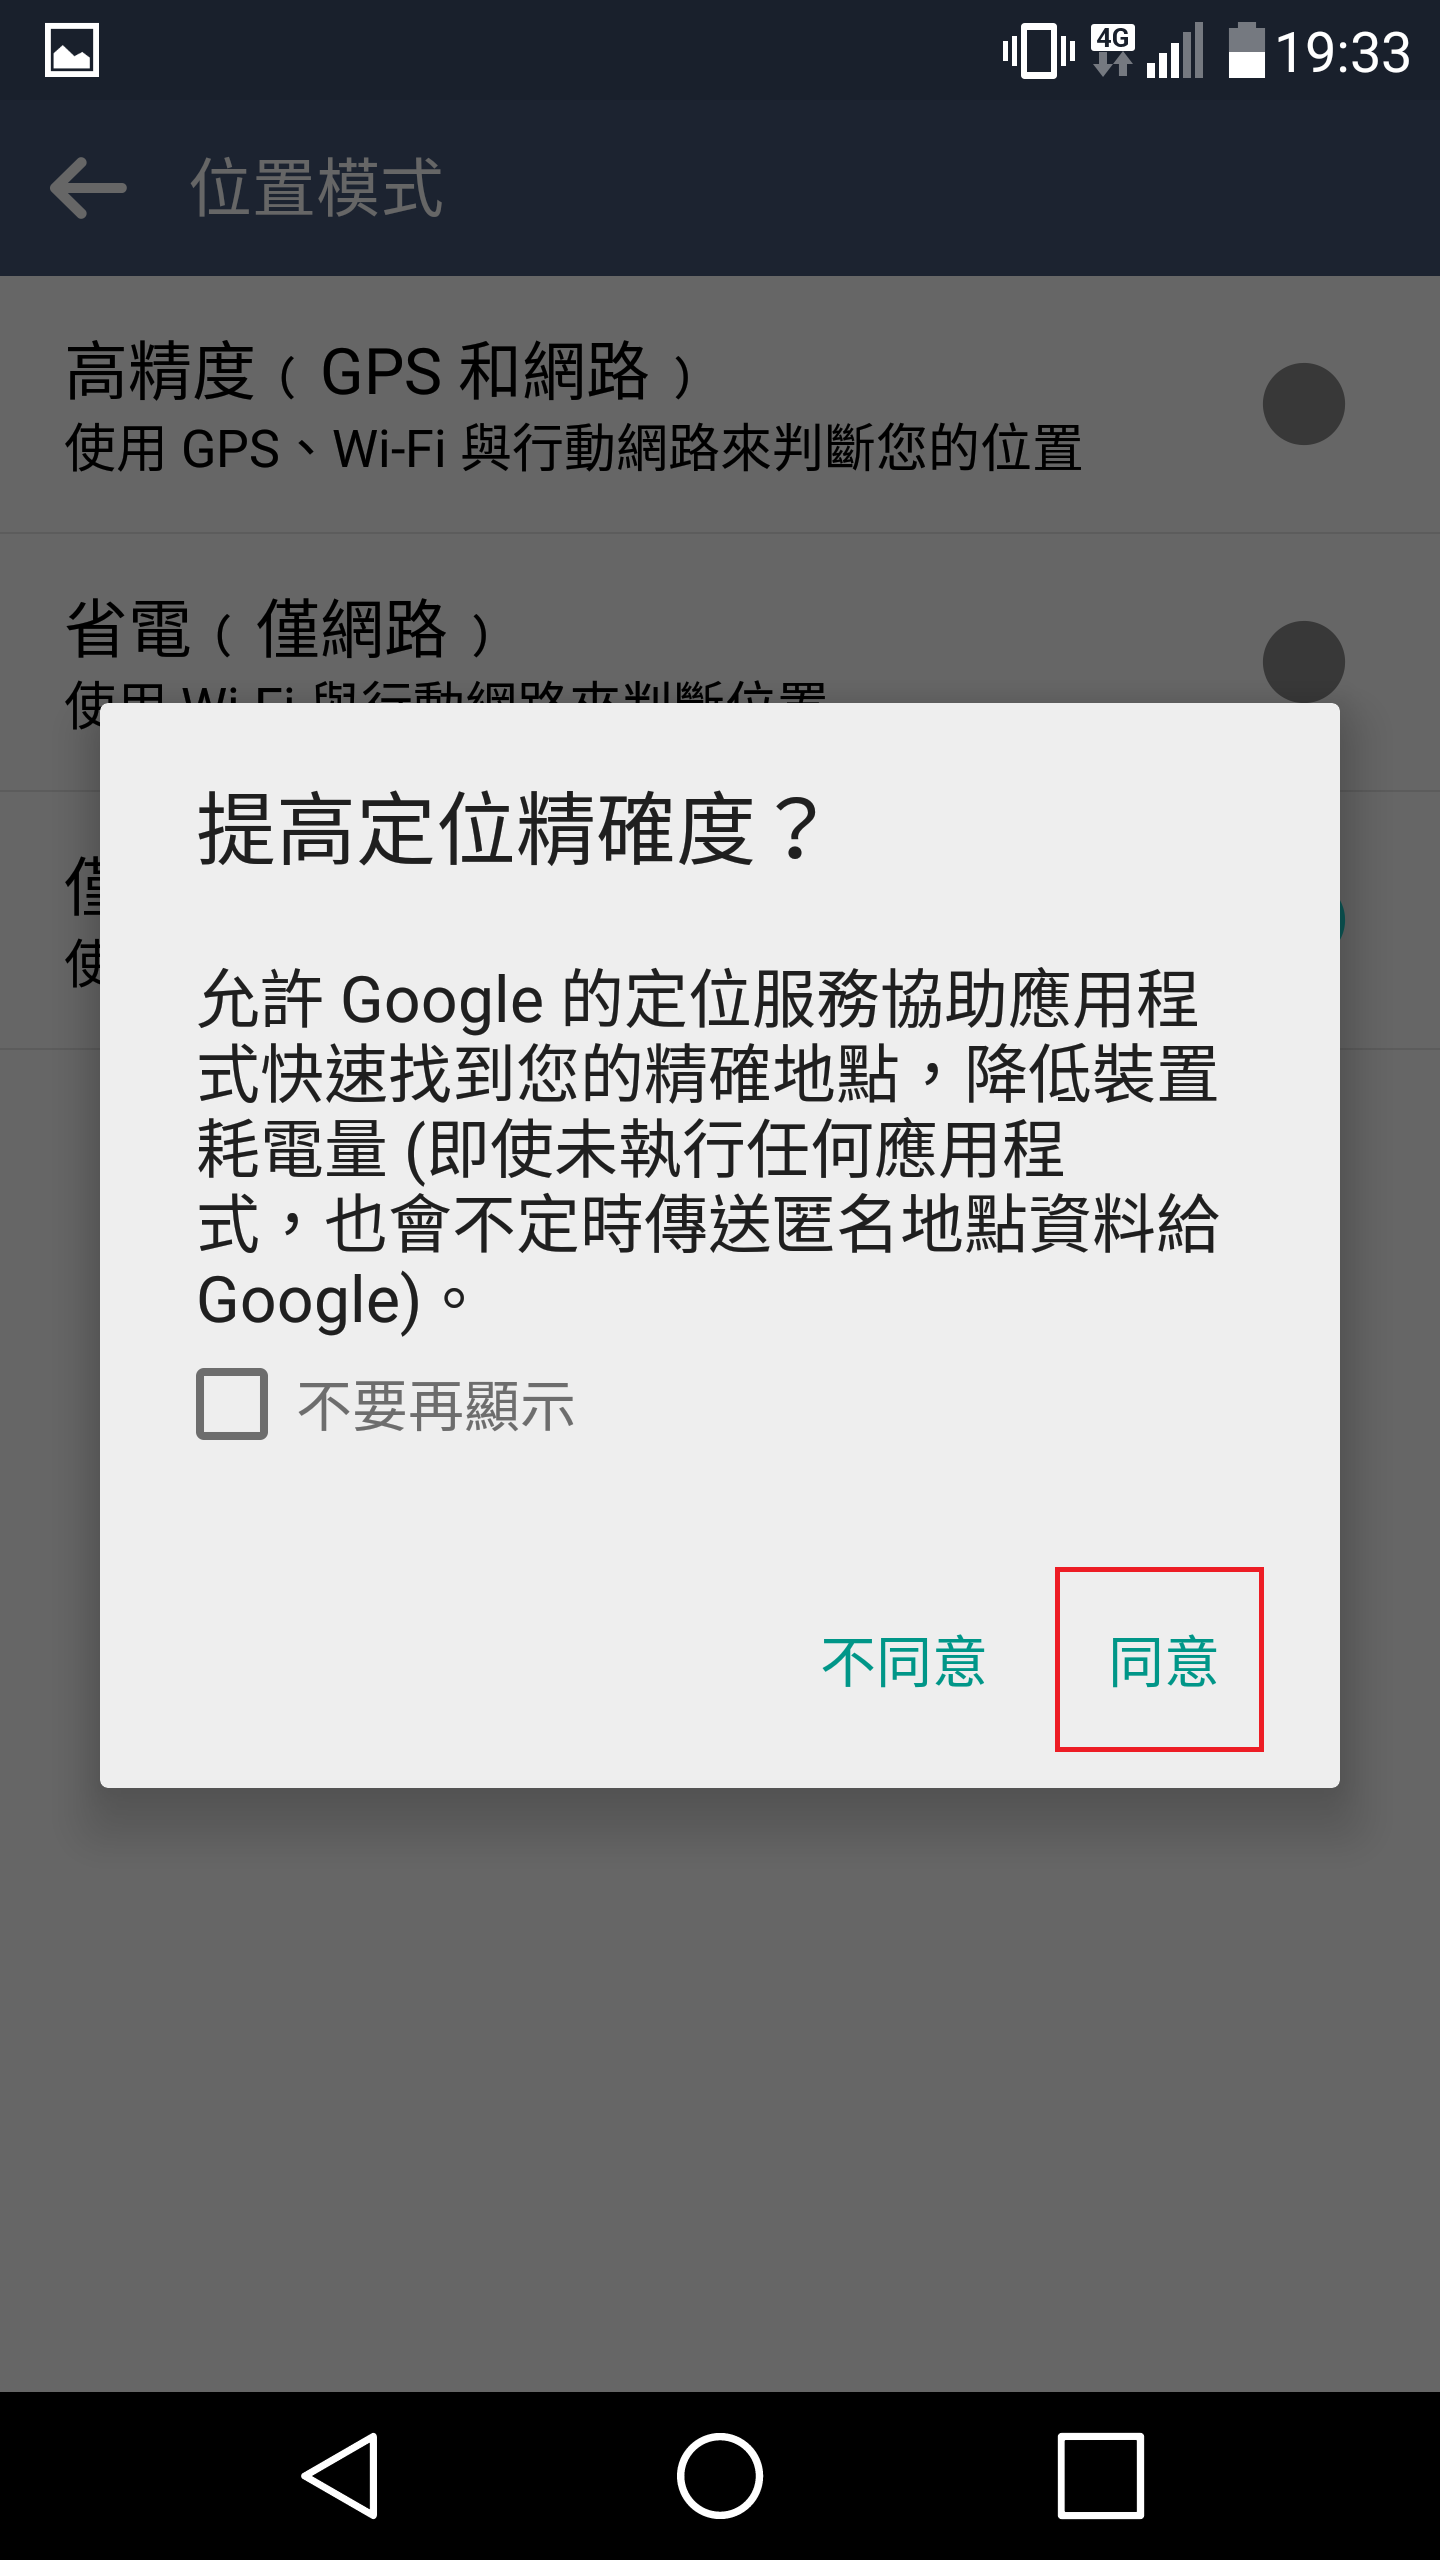 4G 19:33
位置模式
高精度﹙GPS 和網路﹚
使用 GPS、Wi-Fi 與行動網路來判斷您的位置
省電﹙僅網路﹚
使用 Wi-Fi 與行動網路來判斷位置
僅
使
提高定位精確度？
允許 Google 的定位服務協助應用程
式快速找到您的精確地點，降低裝置
耗電量 (即使未執行任何應用程
式，也會不定時傳送匿名地點資料給
Google)。
不要再顯示
不同意 同意